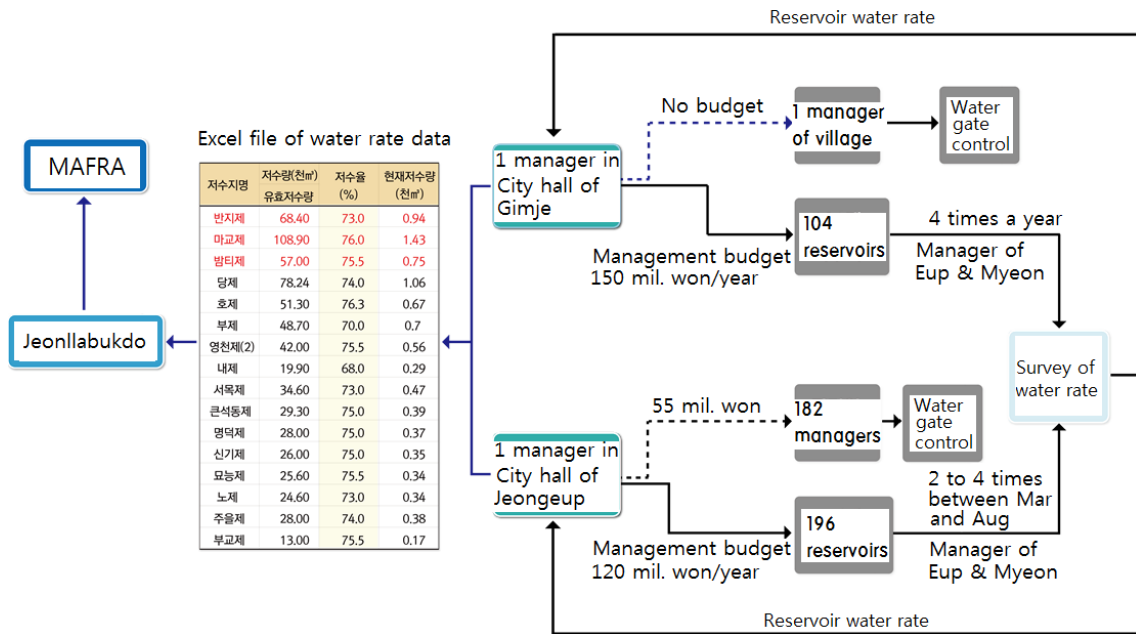 Reservoir water rate
No budget
1 manager
of village
Water
gate
control
Excel file of water rate data
MAFRA
1 manager in
City hall of
Gimje
104
reservoirs
4 times a year
Manager of
Eup & Myeon
Management budget
150 mil. won/year
저수지명 저수량(천㎥) 저수율 현재저수량
유효저수량 (%) (천㎥)
반지제 68.40 73.0 0.94
마교제 108.90 76.0 1.43
밤티제 57.00 75.5 0.75
당제 78.24 74.0 1.06
호제 51.30 76.3 0.67
부제 48.70 70.0 0.7
영천제(2) 42.00 75.5 0.56
내제 19.90 68.0 0.29
서목제 34.60 73.0 0.47
큰석동제 29.30 75.0 0.39
명덕제 28.00 75.0 0.37
신기제 26.00 75.0 0.35
묘능제 25.60 75.5 0.34
노제 24.60 73.0 0.34
주을제 28.00 74.0 0.38
부교제 13.00 75.5 0.17
Jeonllabukdo
Survey of
water rate
55 mil. won
182
managers
Water
gate
control
1 manager in
City hall of
Jeongeup
2 to 4 times
between Mar
and Aug
196
reservoirs
Manager of
Eup & Myeon
Management budget
120 mil. won/year
Reservoir water rate